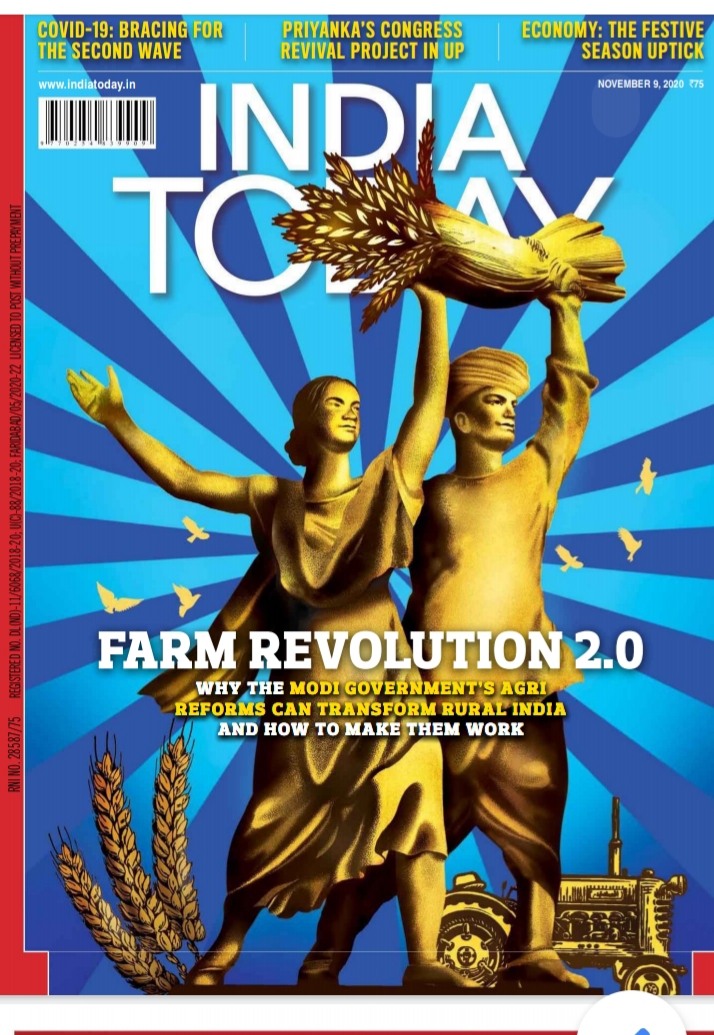 COVID-19: BRACING FOR
THE SECOND WAVE
PRIYANKA'S CONGRESS
REVIVAL PROJECT IN UP
ECONOMY: THE FESTIVE
SEASON UPTICK
www.indiatoday.in
NOVEMBER 9, 2020 ₹75
INDIA
TODAY
FARM REVOLUTION 2.0
WHY THE MODI GOVERNMENT'S AGRI
REFORMS CAN TRANSFORM RURAL INDIA
AND HOW TO MAKE THEM WORK
RNI NO. 28587/75 REGISTERED NO. DL(ND)-11/6068/2018-20; U(C)-88/2018-20; FARIDABAD/05/2020-22 LICENSED TO POST WITHOUT PREPAYMENT